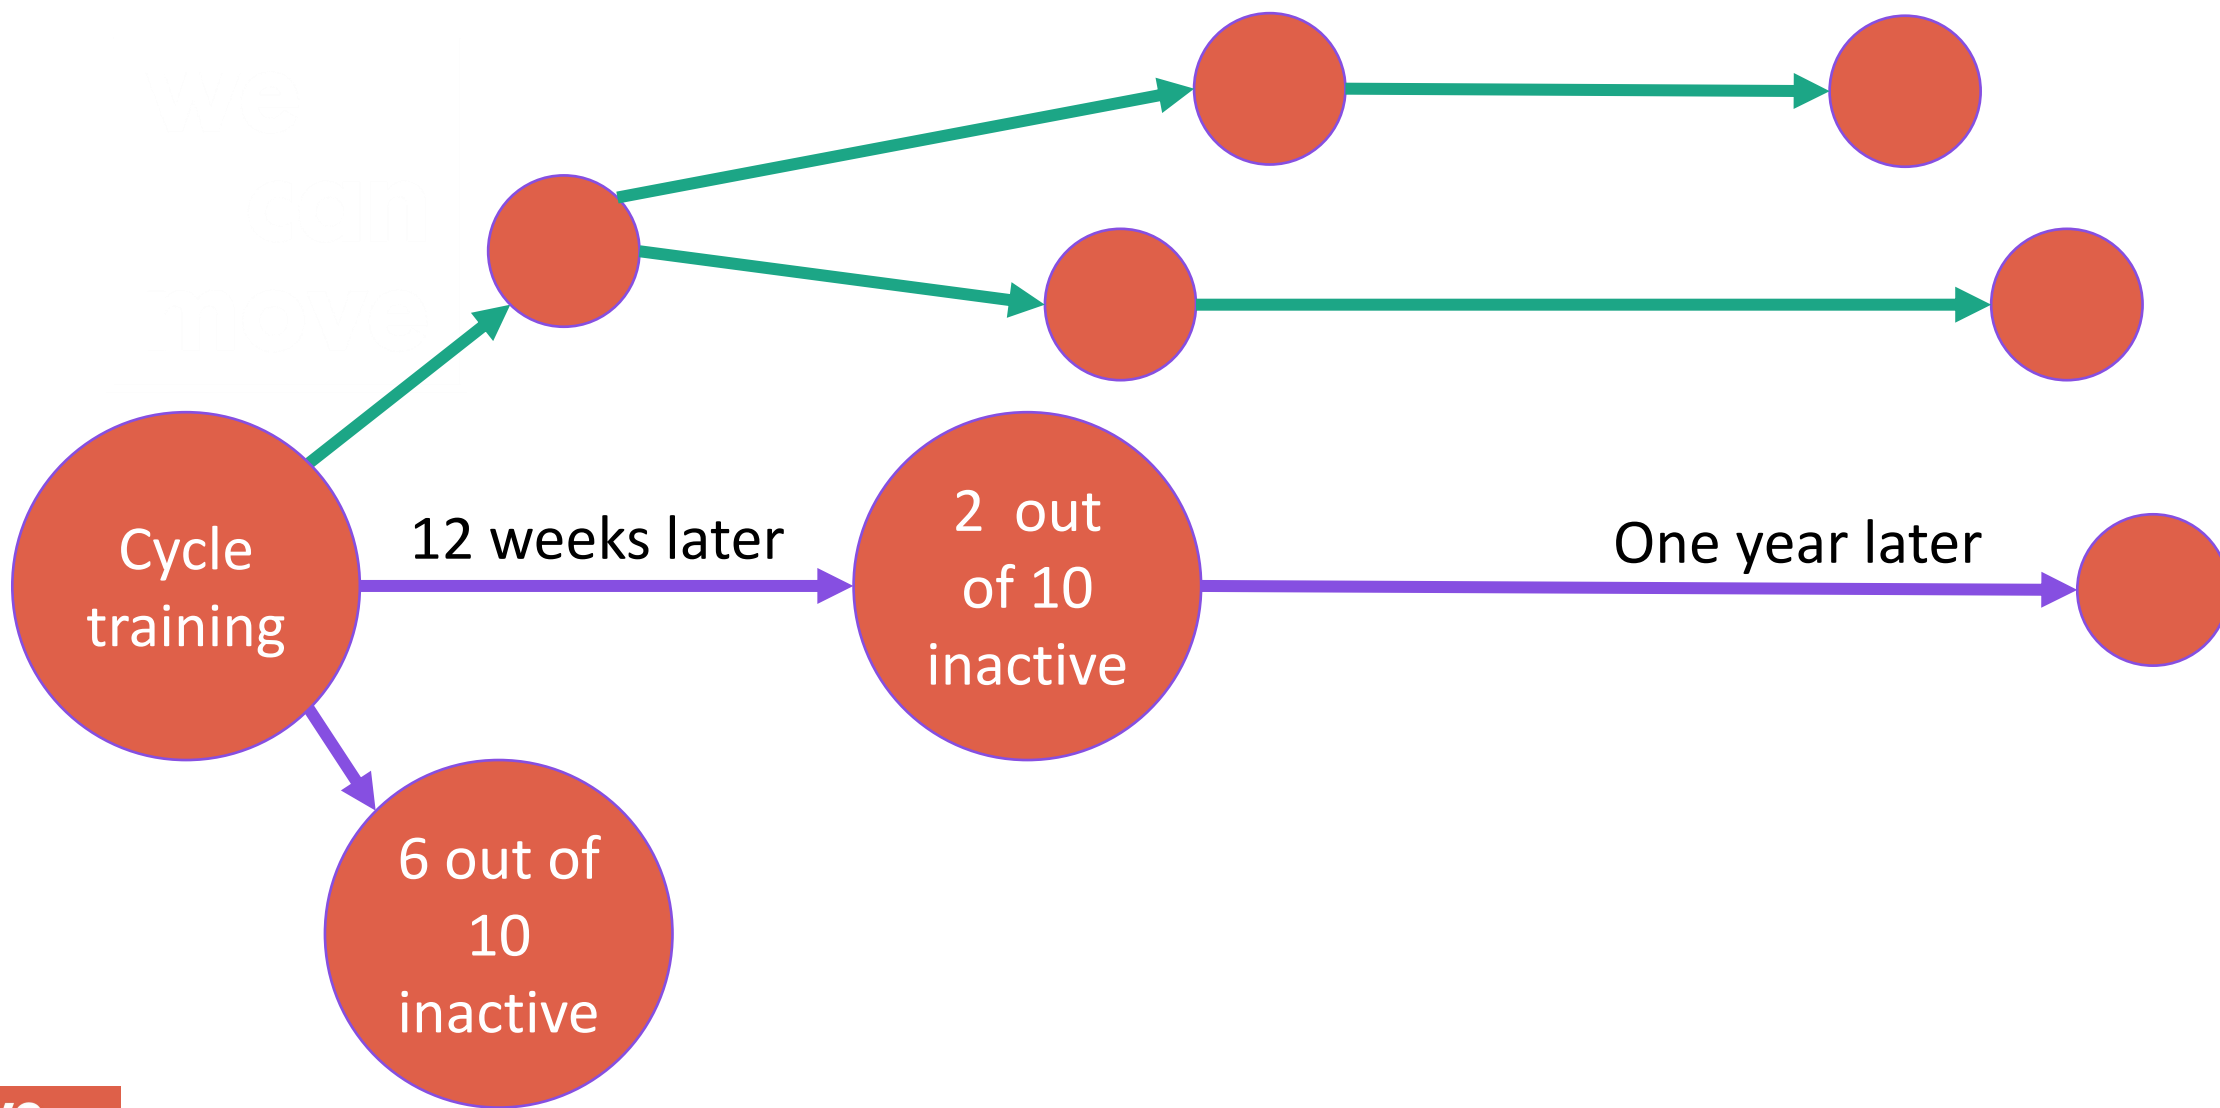 Cycle
training
12 weeks later
2 out
of 10
inactive
One year later
6 out of
10
inactive